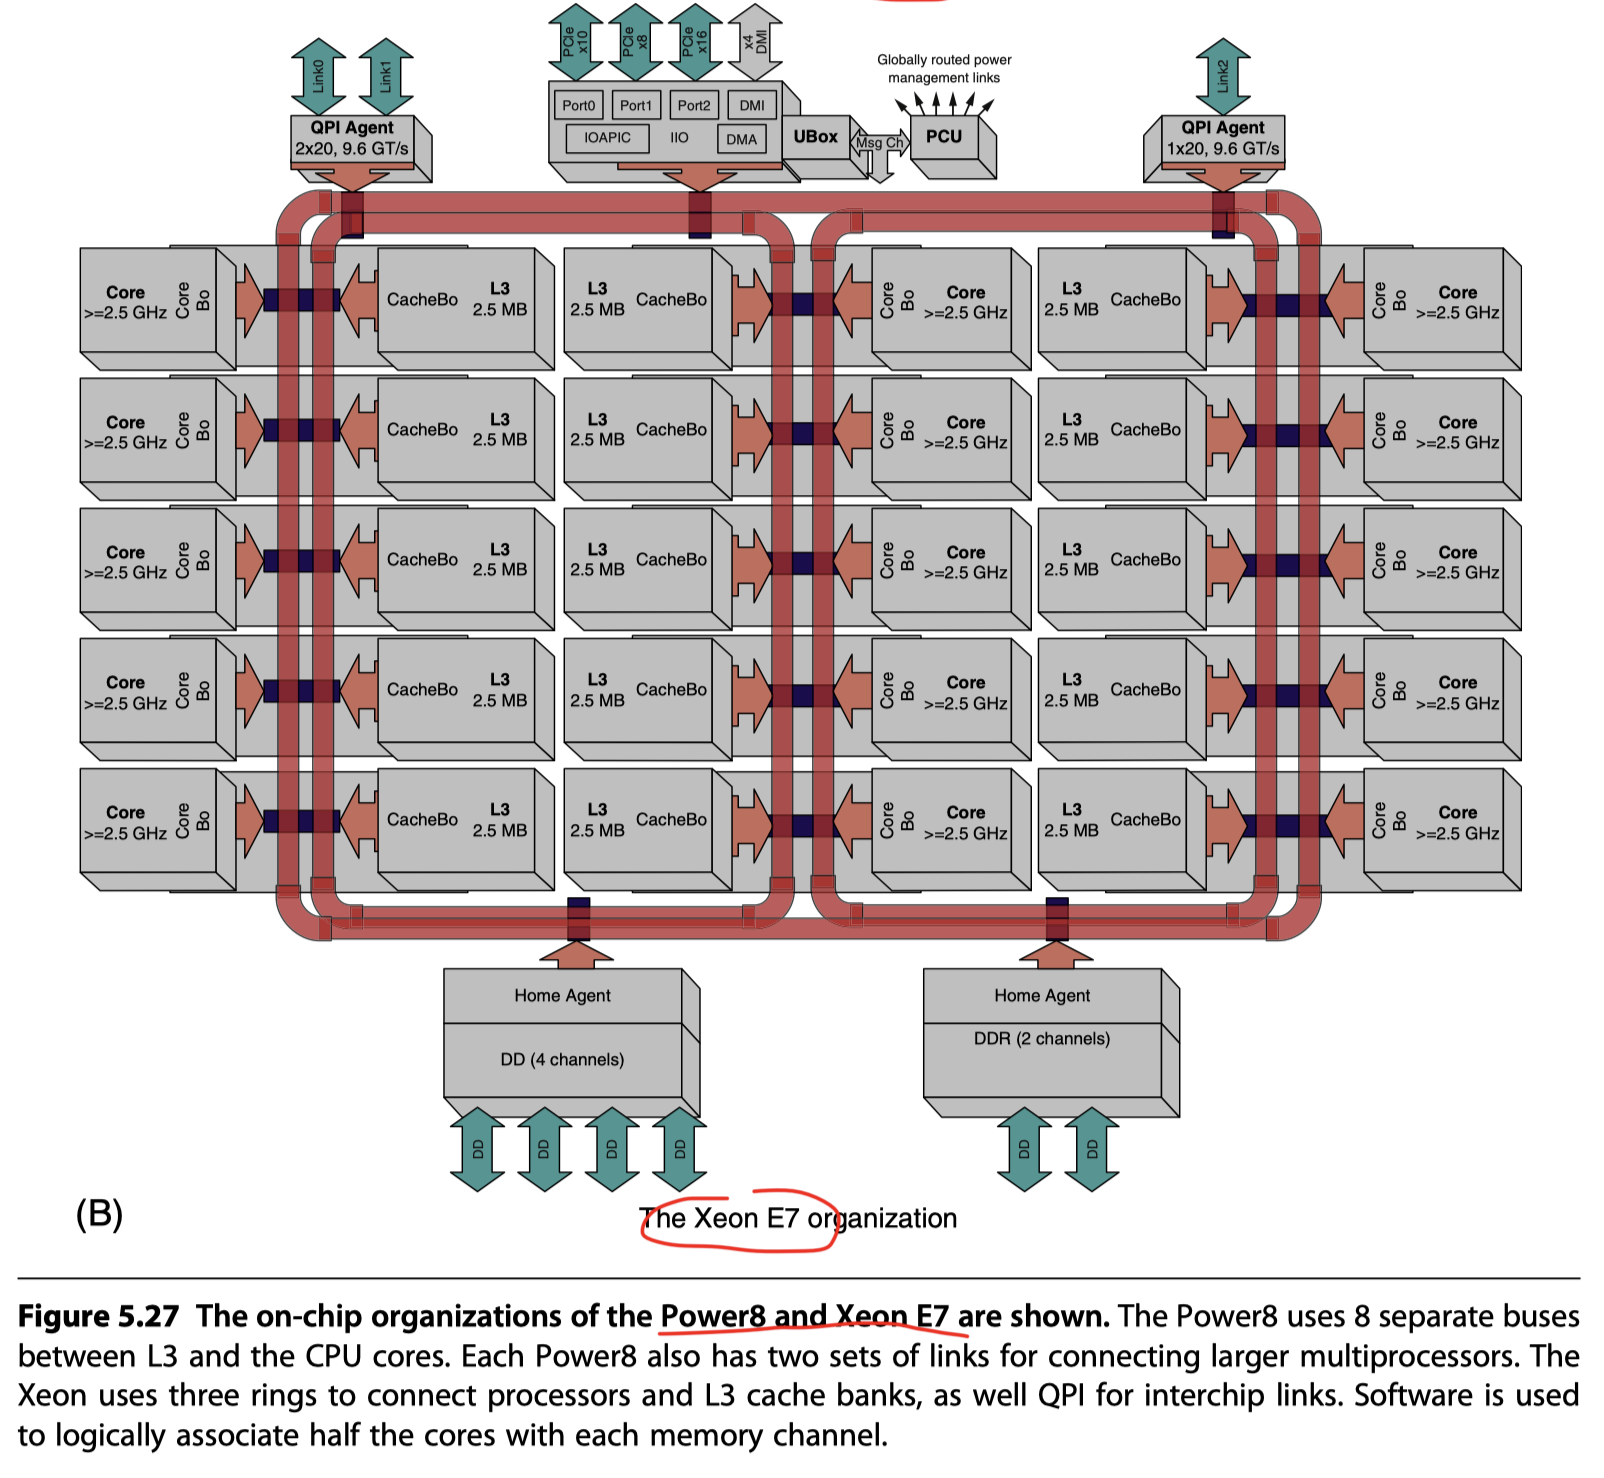 Link0
Link1
PCIe x10
PCIe x8
PCIe x16
x4 DMI
Link2
Globally routed power
management links
QPI Agent
2x20, 9.6 GT/s
Port0
Port1
Port2
DMI
IOAPIC
IIO
DMA
UBox
Msg Ch
PCU
QPI Agent
1x20, 9.6 GT/s
Core
>=2.5 GHz
Core Bo
CacheBo
L3
2.5 MB
L3
2.5 MB
CacheBo
Core Bo
Core
>=2.5 GHz
L3
2.5 MB
CacheBo
Core Bo
Core
>=2.5 GHz
Core
>=2.5 GHz
Core Bo
CacheBo
L3
2.5 MB
L3
2.5 MB
CacheBo
Core Bo
Core
>=2.5 GHz
L3
2.5 MB
CacheBo
Core Bo
Core
>=2.5 GHz
Core
>=2.5 GHz
Core Bo
CacheBo
L3
2.5 MB
L3
2.5 MB
CacheBo
Core Bo
Core
>=2.5 GHz
L3
2.5 MB
CacheBo
Core Bo
Core
>=2.5 GHz
Core
>=2.5 GHz
Core Bo
CacheBo
L3
2.5 MB
L3
2.5 MB
CacheBo
Core Bo
Core
>=2.5 GHz
L3
2.5 MB
CacheBo
Core Bo
Core
>=2.5 GHz
Core
>=2.5 GHz
Core Bo
CacheBo
L3
2.5 MB
L3
2.5 MB
CacheBo
Core Bo
Core
>=2.5 GHz
L3
2.5 MB
CacheBo
Core Bo
Core
>=2.5 GHz
Home Agent
DD (4 channels)
Home Agent
DDR (2 channels)
DD
DD
DD
DD
DD
DD
(B)
The Xeon E7 organization
Figure 5.27 The on-chip organizations of the Power8 and Xeon E7 are shown. The Power8 uses 8 separate buses
between L3 and the CPU cores. Each Power8 also has two sets of links for connecting larger multiprocessors. The
Xeon uses three rings to connect processors and L3 cache banks, as well QPI for interchip links. Software is used
to logically associate half the cores with each memory channel.